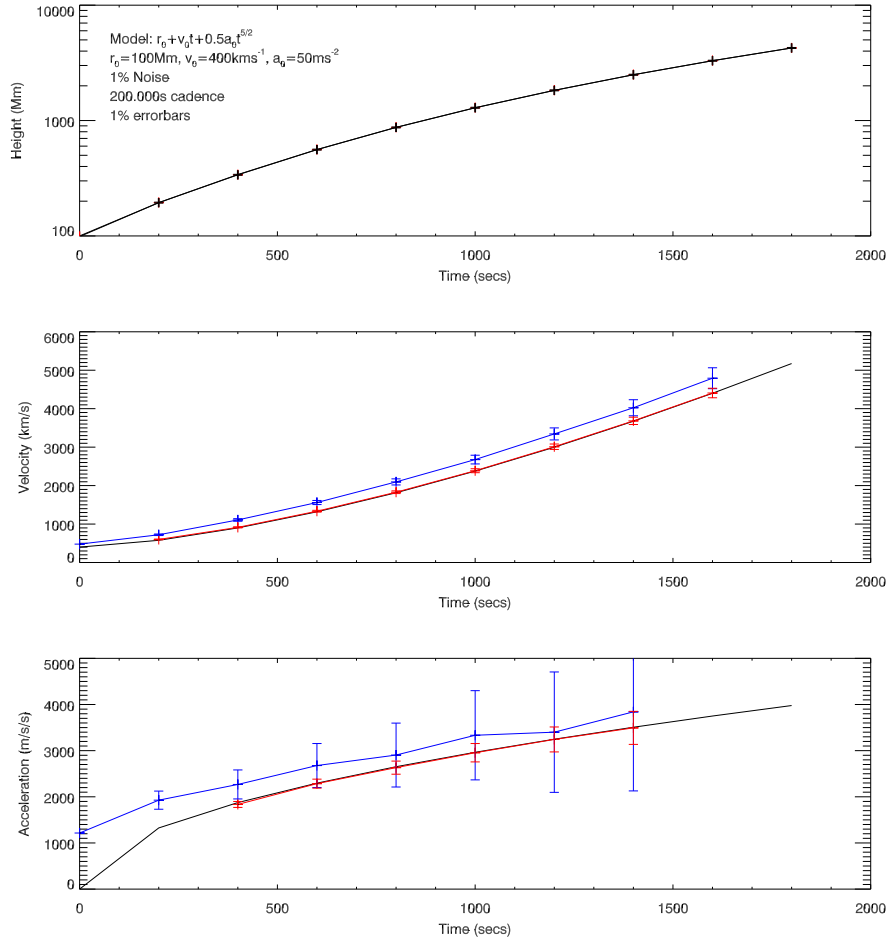 10000
1000
100
Height (Mm)
Model: r₀+v₀t+0.5a₀t^5/2
r₀=100Mm, v₀=400kms⁻¹, a₀=50ms⁻²
1% Noise
200.000s cadence
1% errorbars
0 500 1000 1500 2000
Time (secs)
6000
5000
4000
3000
2000
1000
0
Velocity (km/s)
0 500 1000 1500 2000
Time (secs)
5000
4000
3000
2000
1000
0
Acceleration (m/s/s)
0 500 1000 1500 2000
Time (secs)